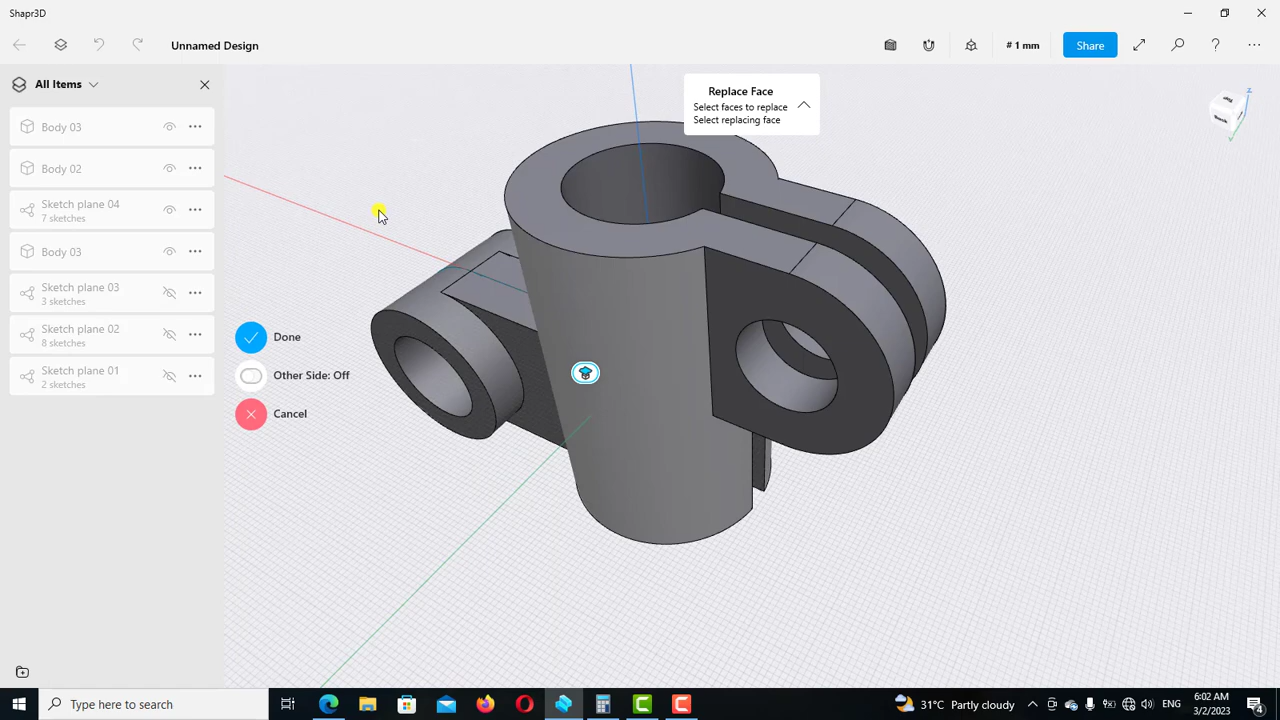 Shapr3D
Unnamed Design
# 1 mm
Share
All Items
Body 03
Body 02
Sketch plane 04
7 sketches
Body 03
Sketch plane 03
3 sketches
Sketch plane 02
8 sketches
Sketch plane 01
2 sketches
Done
Other Side: Off
Cancel
Replace Face
Select faces to replace
Select replacing face
Z
Y
Type here to search
31°C Partly cloudy
ENG
6:02 AM
3/2/2023
4